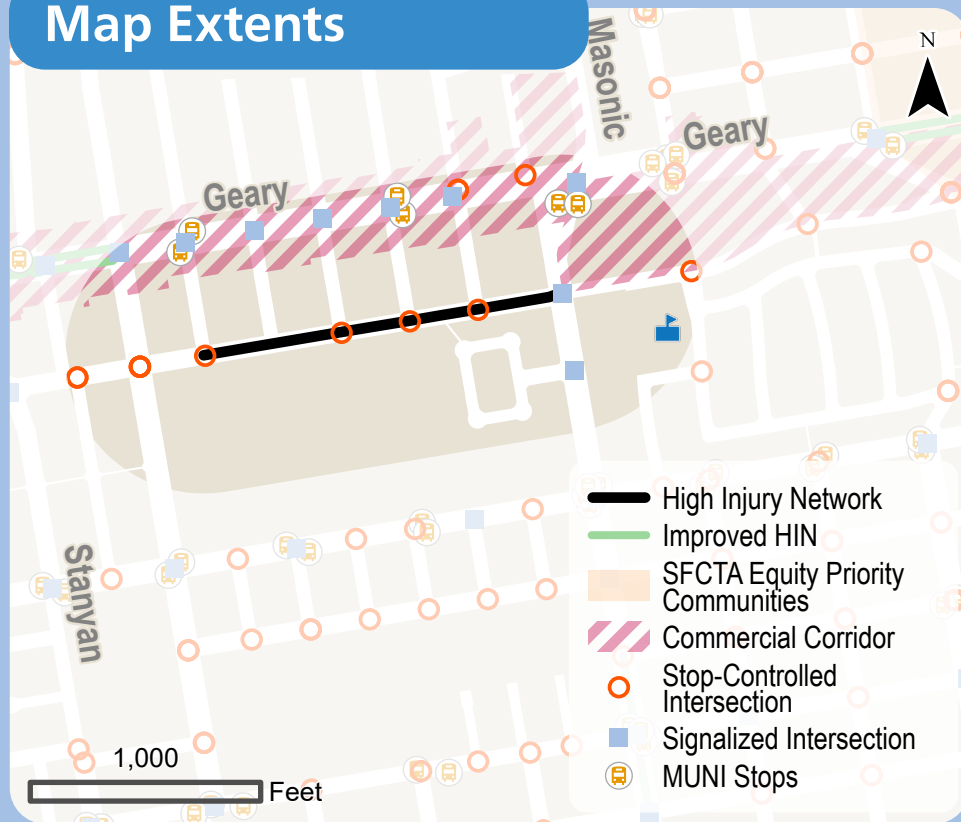 Map Extents
Masonic
N
Geary
Geary
Stanyan
High Injury Network
Improved HIN
SFCTA Equity Priority
Communities
Commercial Corridor
Stop-Controlled
Intersection
Signalized Intersection
MUNI Stops
1,000
Feet